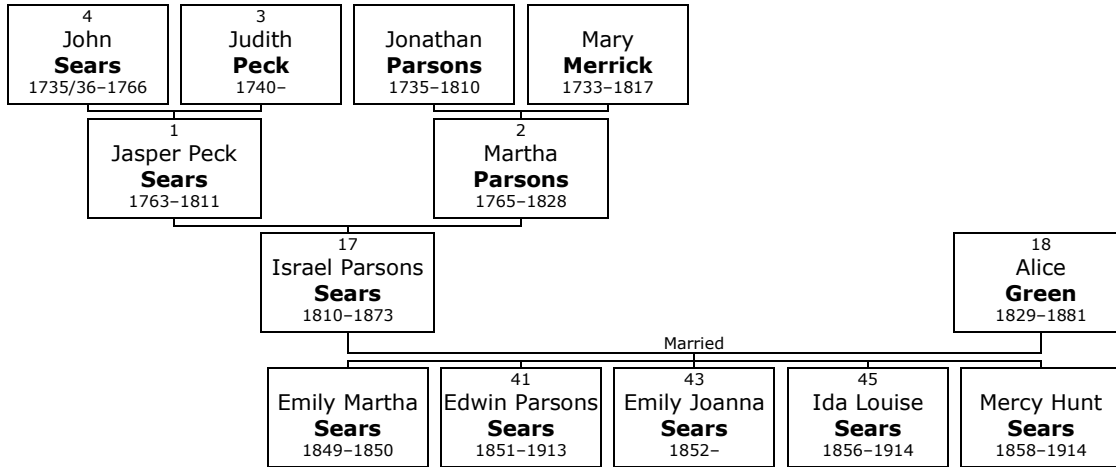 4
John
Sears
1735/36–1766
3
Judith
Peck
1740–
Jonathan
Parsons
1735–1810
Mary
Merrick
1733–1817
1
Jasper Peck
Sears
1763–1811
2
Martha
Parsons
1765–1828
17
Israel Parsons
Sears
1810–1873
18
Alice
Green
1829–1881
Married
Emily Martha
Sears
1849–1850
41
Edwin Parsons
Sears
1851–1913
43
Emily Joanna
Sears
1852–
45
Ida Louise
Sears
1856–1914
Mercy Hunt
Sears
1858–1914